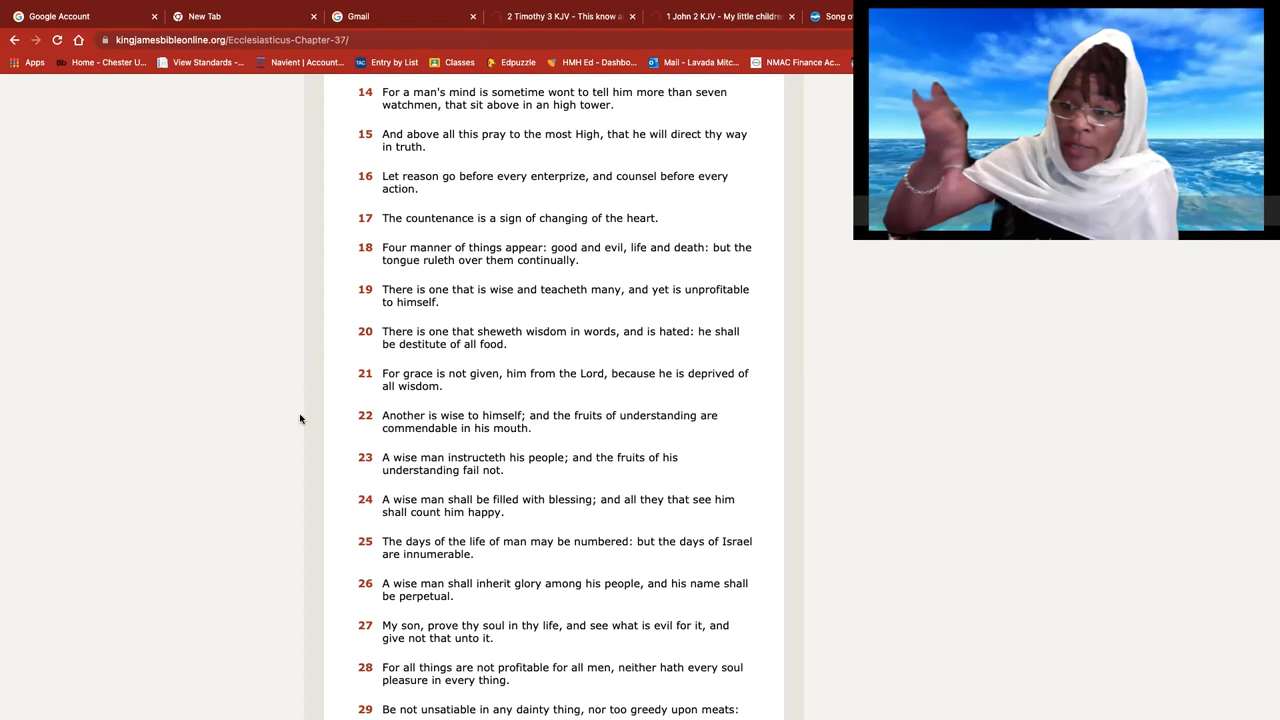 Google Account
New Tab
Gmail
2 Timothy 3 KJV - This know a
1 John 2 KJV - My little childre
Song of
kingjamesbibleonline.org/Ecclesiasticus-Chapter-37/
Apps
Bb Home - Chester U...
View Standards -...
Navient | Account...
TAC Entry by List
Classes
Edpuzzle
HMH Ed - Dashbo...
Mail - Lavada Mitc...
NMAC Finance Ac...
14 For a man's mind is sometime wont to tell him more than seven
watchmen, that sit above in an high tower.
15 And above all this pray to the most High, that he will direct thy way
in truth.
16 Let reason go before every enterprize, and counsel before every
action.
17 The countenance is a sign of changing of the heart.
18 Four manner of things appear: good and evil, life and death: but the
tongue ruleth over them continually.
19 There is one that is wise and teacheth many, and yet is unprofitable
to himself.
20 There is one that sheweth wisdom in words, and is hated: he shall
be destitute of all food.
21 For grace is not given, him from the Lord, because he is deprived of
all wisdom.
22 Another is wise to himself; and the fruits of understanding are
commendable in his mouth.
23 A wise man instructeth his people; and the fruits of his
understanding fail not.
24 A wise man shall be filled with blessing; and all they that see him
shall count him happy.
25 The days of the life of man may be numbered: but the days of Israel
are innumerable.
26 A wise man shall inherit glory among his people, and his name shall
be perpetual.
27 My son, prove thy soul in thy life, and see what is evil for it, and
give not that unto it.
28 For all things are not profitable for all men, neither hath every soul
pleasure in every thing.
29 Be not unsatiable in any dainty thing, nor too greedy upon meats: